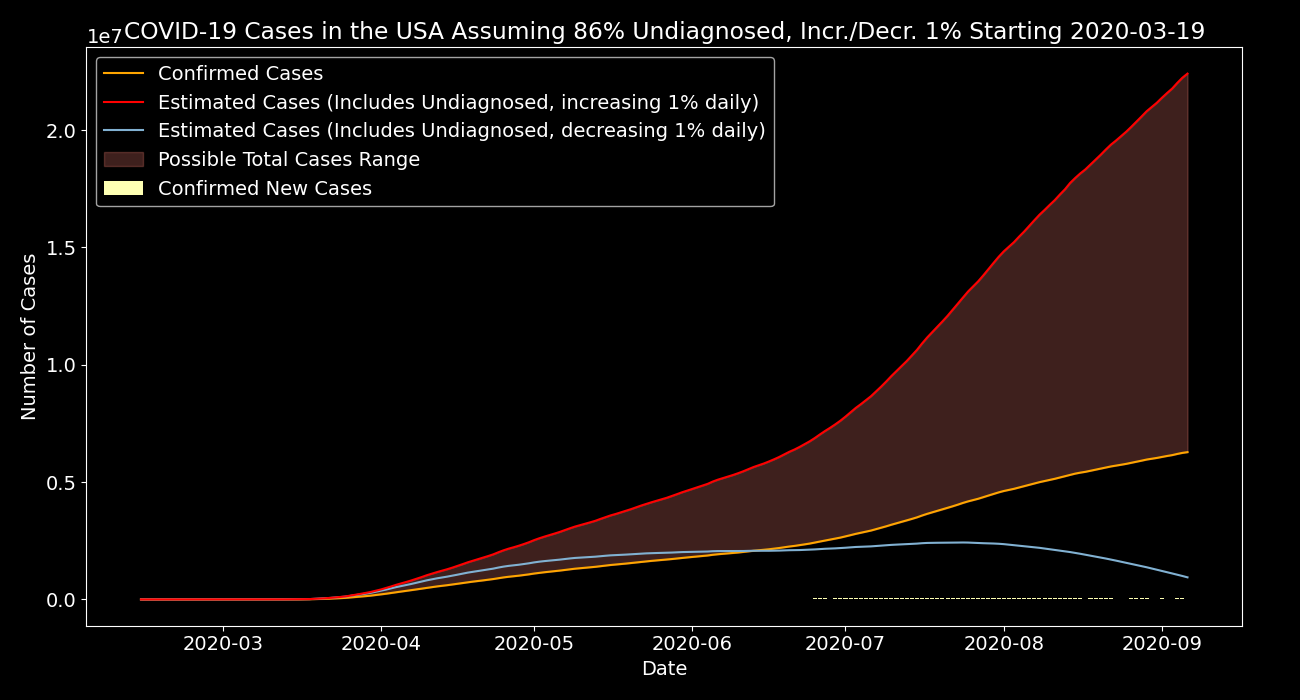 COVID-19 Cases in the USA Assuming 86% Undiagnosed, Incr./Decr. 1% Starting 2020-03-19
1e7
Confirmed Cases
Estimated Cases (Includes Undiagnosed, increasing 1% daily)
Estimated Cases (Includes Undiagnosed, decreasing 1% daily)
Possible Total Cases Range
Confirmed New Cases
Number of Cases
2.0
1.5
1.0
0.5
0.0
2020-03 2020-04 2020-05 2020-06 2020-07 2020-08 2020-09
Date